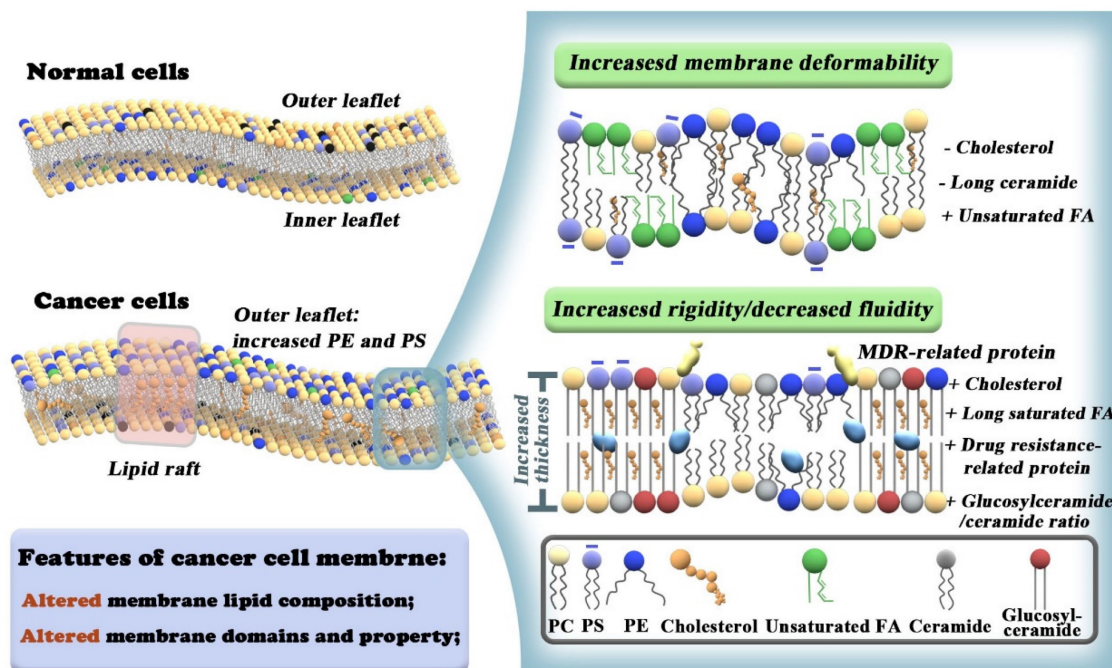 Normal cells
Outer leaflet
Inner leaflet
Cancer cells
Outer leaflet:
increased PE and PS
Lipid raft
Features of cancer cell membrne:
Altered membrane lipid composition;
Altered membrane domains and property;
Increasesd membrane deformability
- Cholesterol
- Long ceramide
+ Unsaturated FA
Increasesd rigidity/decreased fluidity
MDR-related protein
Increased
thickness
+ Cholesterol
+ Long saturated FA
+ Drug resistance-
related protein
+ Glucosylceramide
/ceramide ratio
PC PS PE Cholesterol Unsaturated FA Ceramide Glucosyl-
ceramide